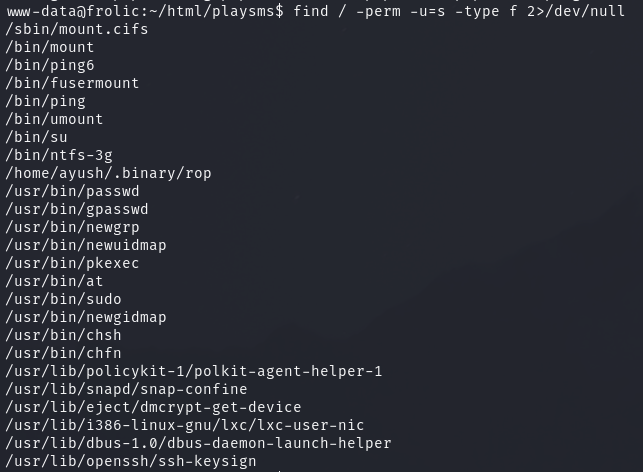 www-data@frolic:~/html/playsms$ find / -perm -u=s -type f 2>/dev/null
/sbin/mount.cifs
/bin/mount
/bin/ping6
/bin/fusermount
/bin/ping
/bin/umount
/bin/su
/bin/ntfs-3g
/home/ayush/.binary/rop
/usr/bin/passwd
/usr/bin/gpasswd
/usr/bin/newgrp
/usr/bin/newuidmap
/usr/bin/pkexec
/usr/bin/at
/usr/bin/sudo
/usr/bin/newgidmap
/usr/bin/chsh
/usr/bin/chfn
/usr/lib/policykit-1/polkit-agent-helper-1
/usr/lib/snapd/snap-confine
/usr/lib/eject/dmcrypt-get-device
/usr/lib/i386-linux-gnu/lxc/lxc-user-nic
/usr/lib/dbus-1.0/dbus-daemon-launch-helper
/usr/lib/openssh/ssh-keysign